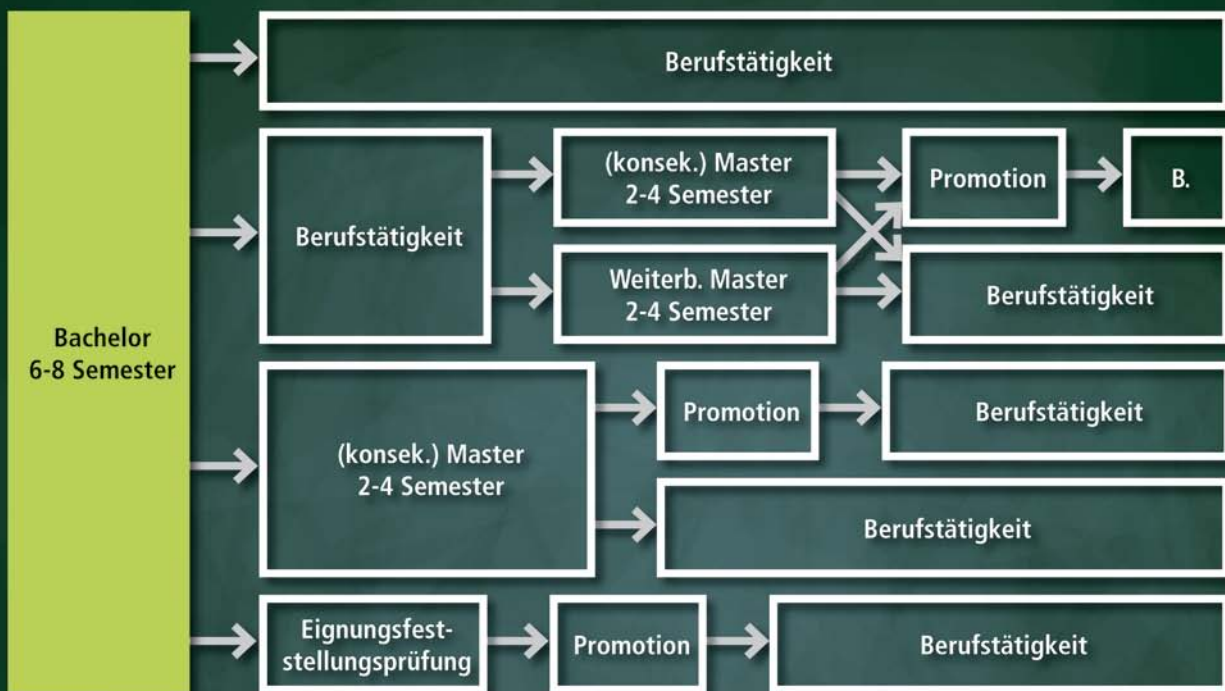 Bachelor
6-8 Semester
Berufstätigkeit
Berufstätigkeit
(konsek.) Master
2-4 Semester
Promotion
B.
Weiterb. Master
2-4 Semester
Berufstätigkeit
(konsek.) Master
2-4 Semester
Promotion
Berufstätigkeit
Berufstätigkeit
Eignungsfest-
stellungsprüfung
Promotion
Berufstätigkeit